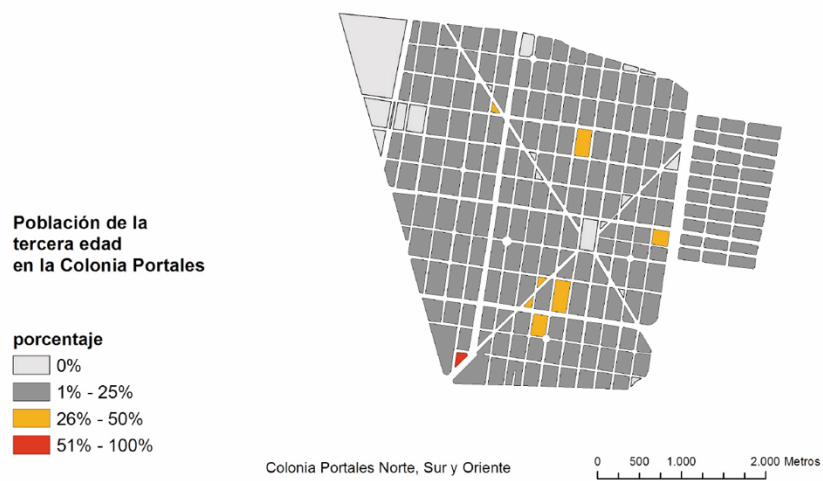 Población de la
tercera edad
en la Colonia Portales
porcentaje
0%
1% - 25%
26% - 50%
51% - 100%
Colonia Portales Norte, Sur y Oriente
0 500 1.000 2.000 Metros